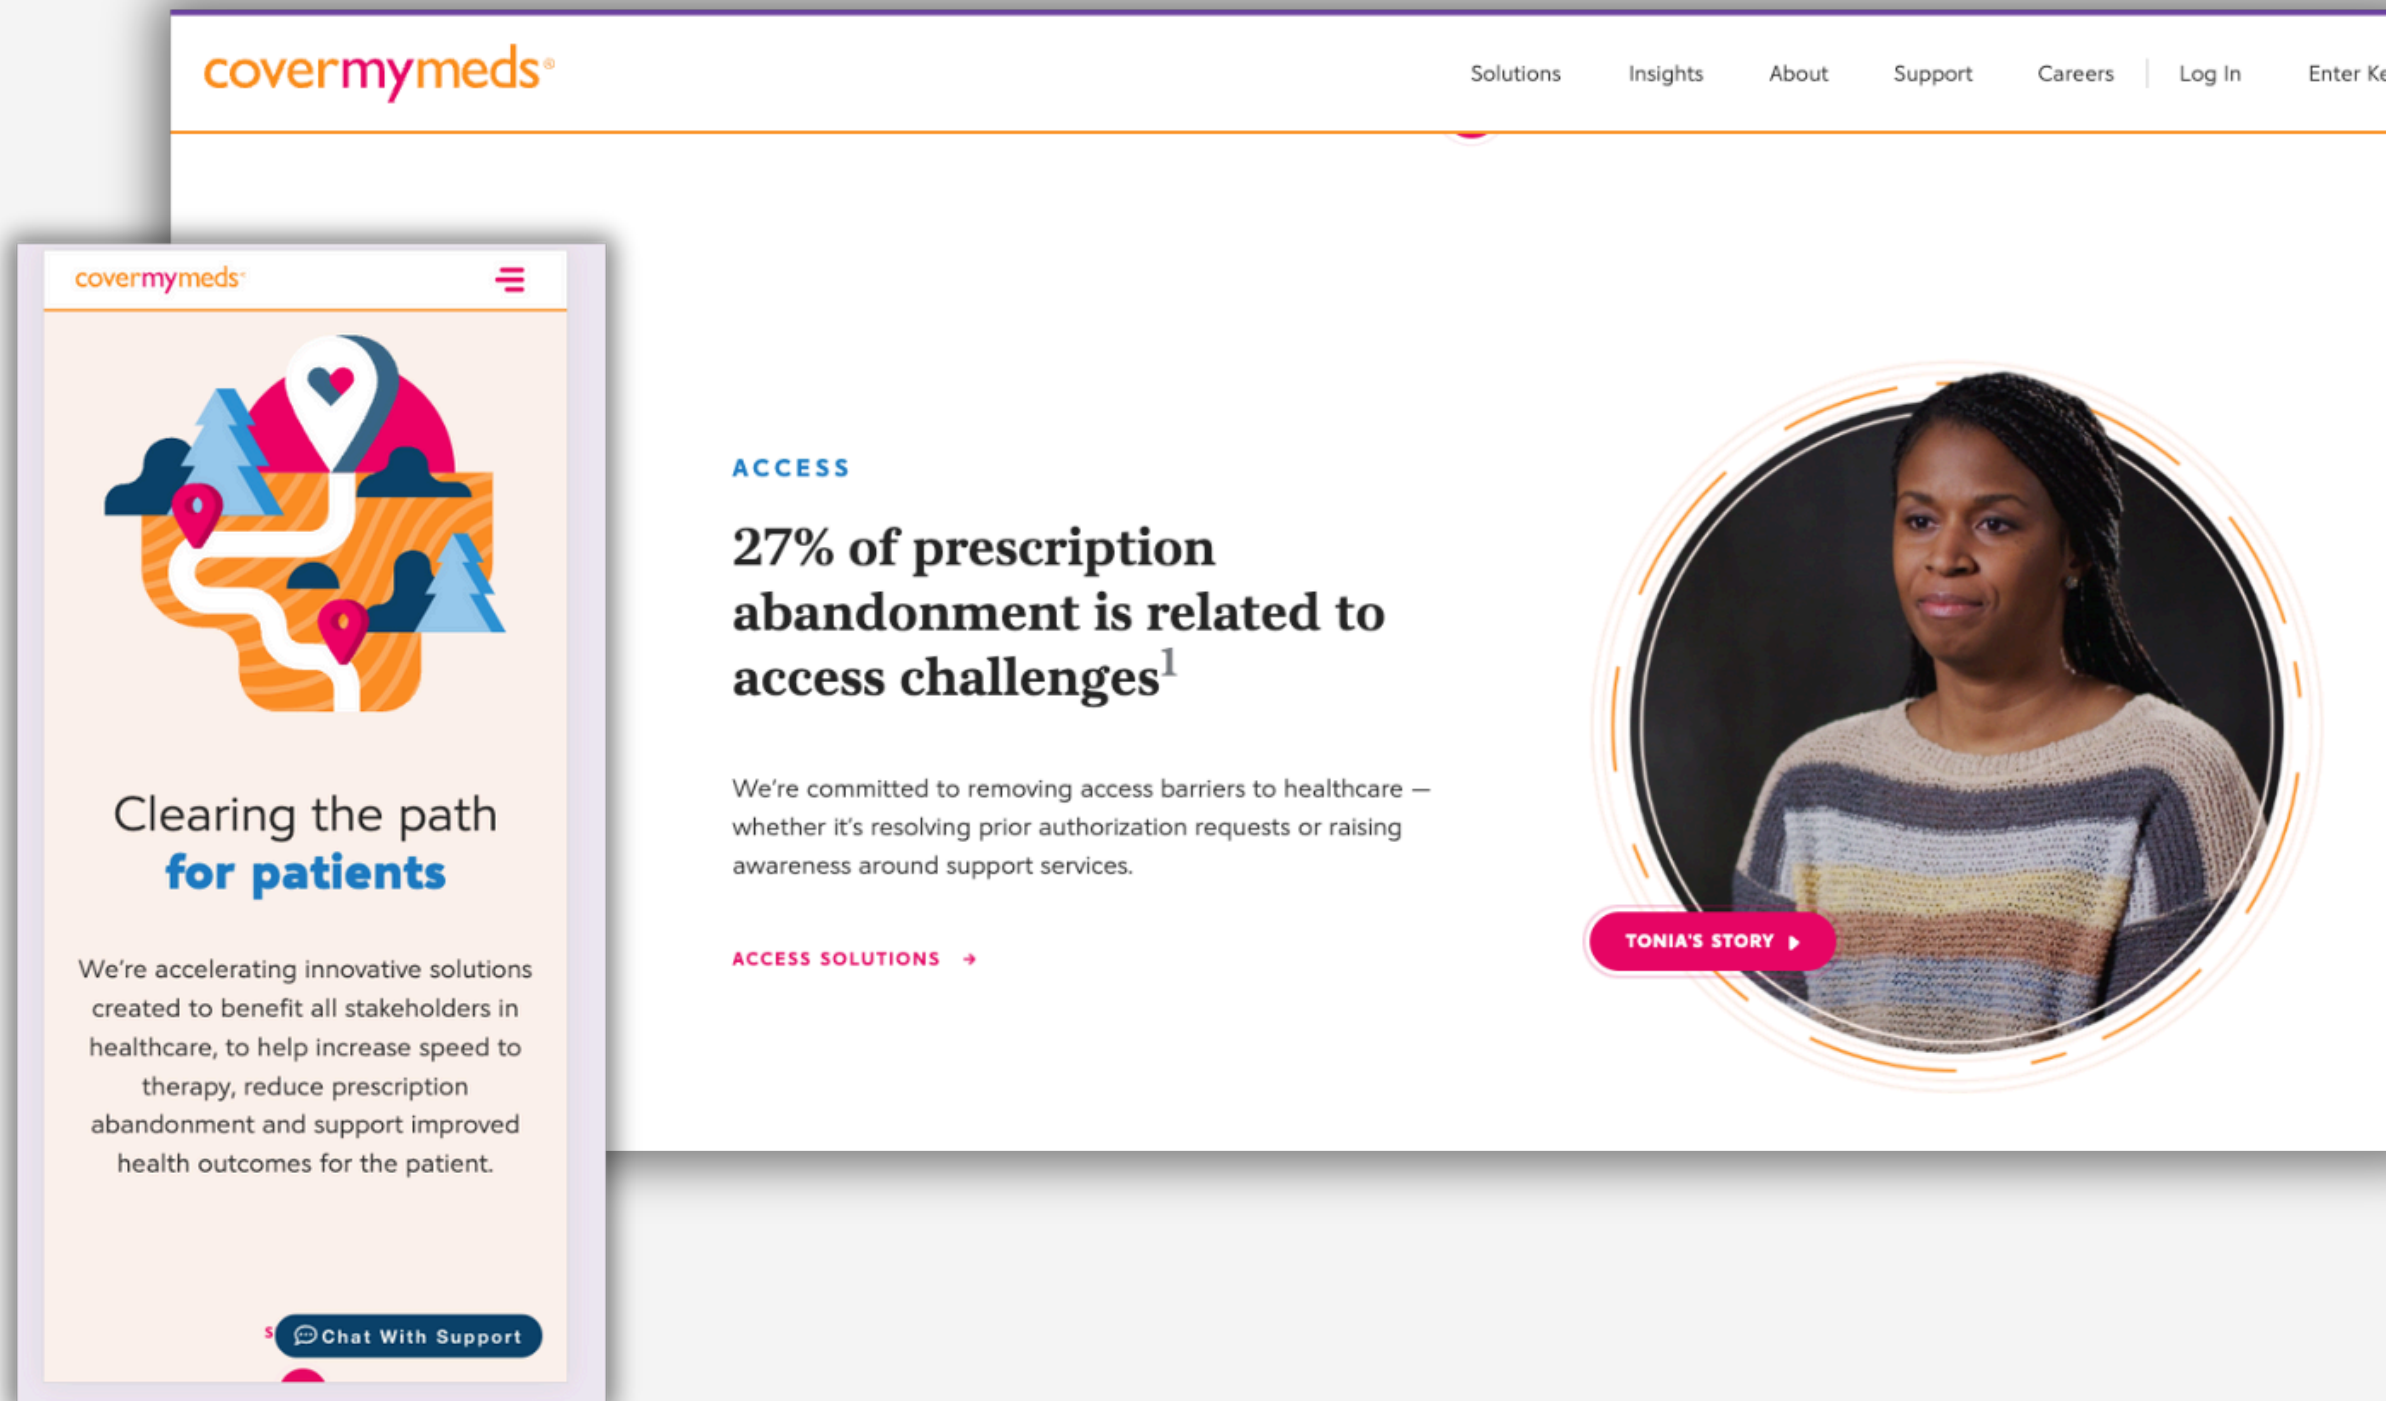 covermymeds®
Solutions Insights About Support Careers Log In Enter Ke
ACCESS
27% of prescription
abandonment is related to
access challenges1
We're committed to removing access barriers to healthcare —
whether it's resolving prior authorization requests or raising
awareness around support services.
ACCESS SOLUTIONS →
TONIA'S STORY
covermymeds
Clearing the path
for patients
We're accelerating innovative solutions
created to benefit all stakeholders in
healthcare, to help increase speed to
therapy, reduce prescription
abandonment and support improved
health outcomes for the patient.
S
Chat With Support